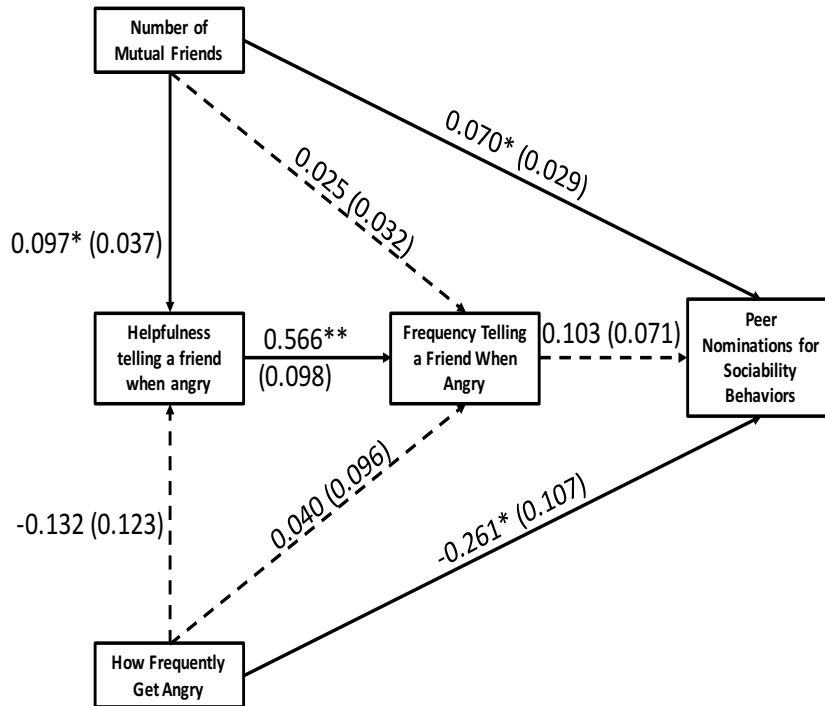 Number of
Mutual Friends
0.070* (0.029)
0.025 (0.032)
0.097* (0.037)
Helpfulness
telling a friend
when angry
0.566**
(0.098)
Frequency Telling
a Friend When
Angry
0.103 (0.071)
Peer
Nominations for
Sociability
Behaviors
-0.132 (0.123)
0.040 (0.096)
-0.261* (0.107)
How Frequently
Get Angry